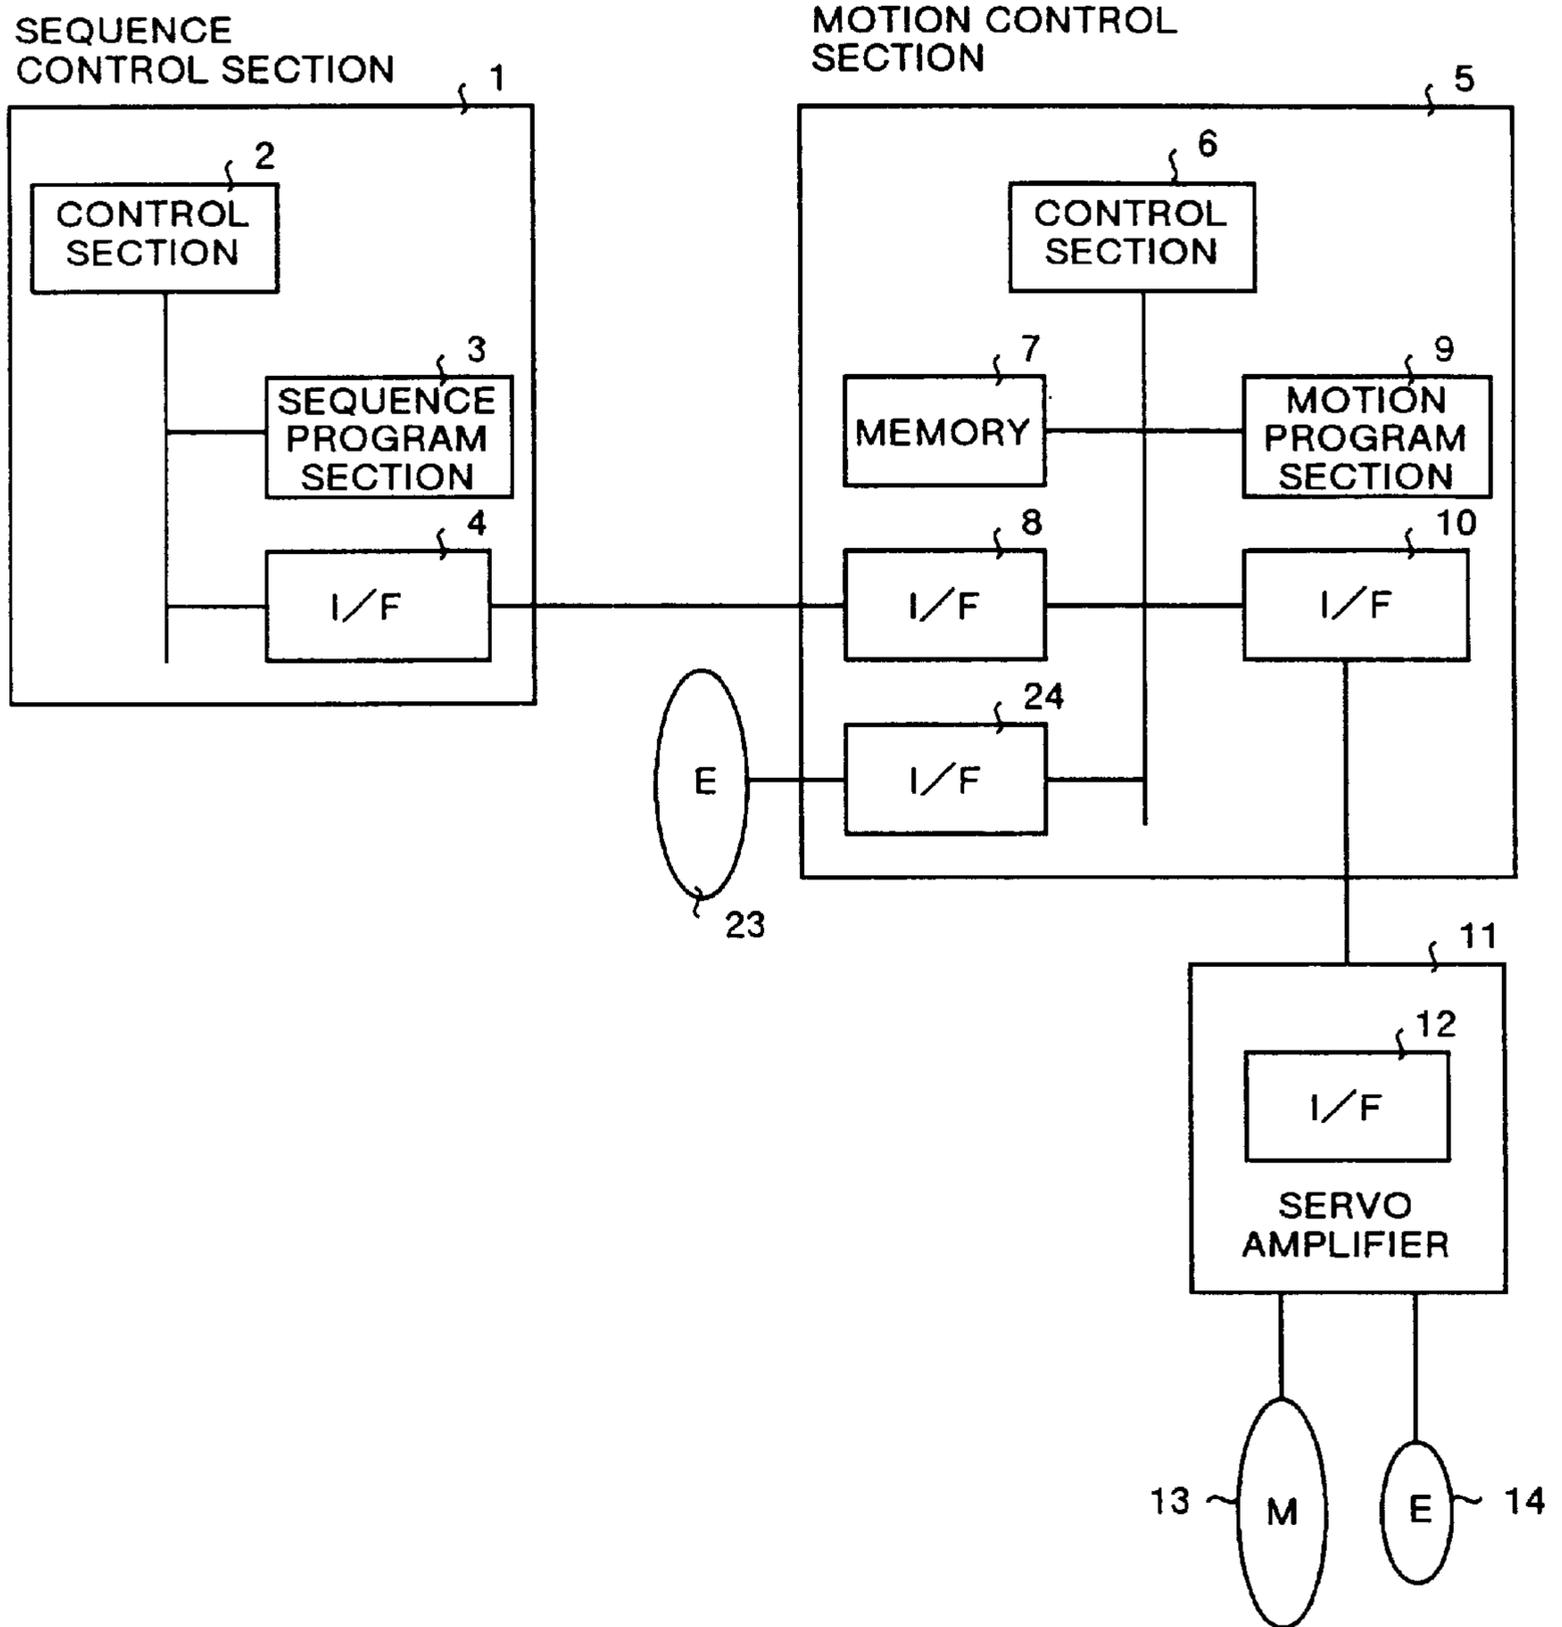 SEQUENCE
CONTROL SECTION
1
2
CONTROL
SECTION
3
SEQUENCE
PROGRAM
SECTION
4
I/F
MOTION CONTROL
SECTION
5
6
CONTROL
SECTION
7
MEMORY
9
MOTION
PROGRAM
SECTION
8
I/F
10
I/F
24
I/F
E
23
11
12
I/F
SERVO
AMPLIFIER
13
M
E
14